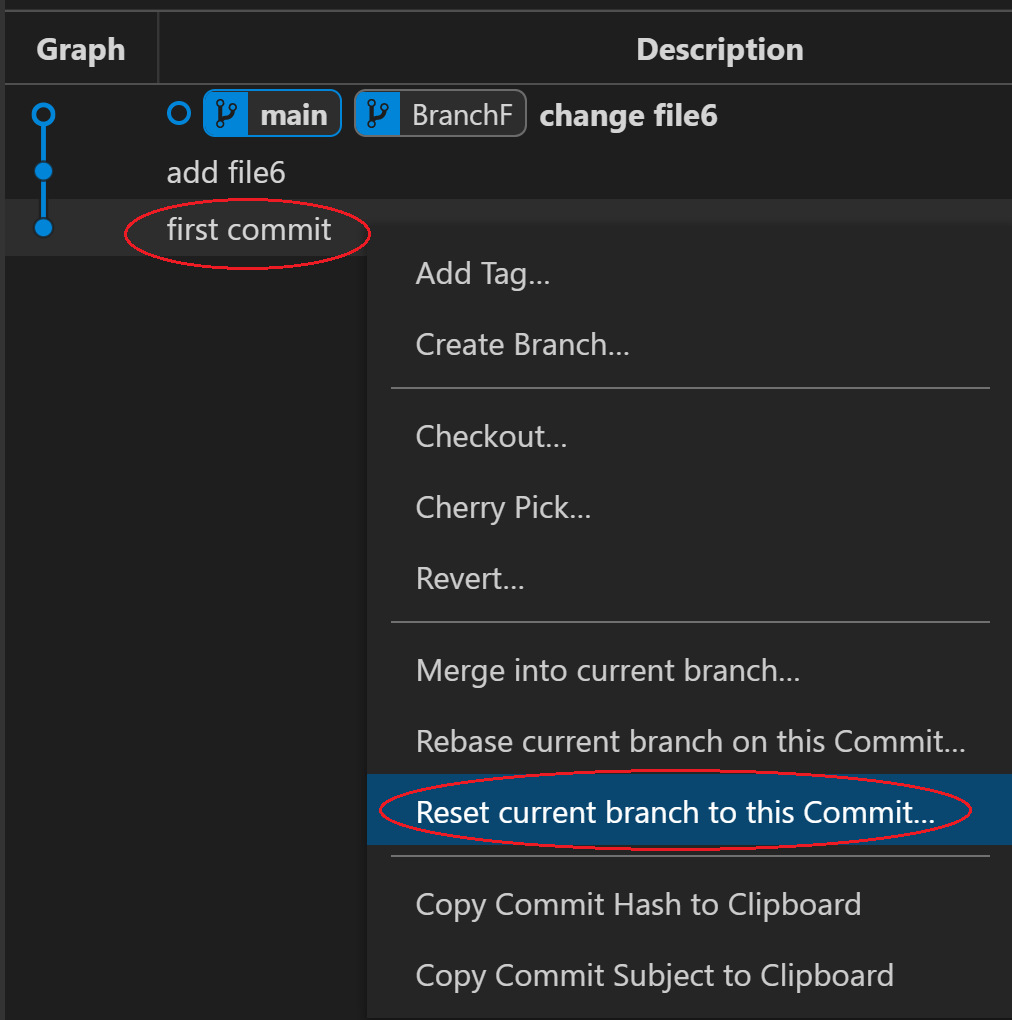 Graph Description
main BranchF change file6
add file6
first commit
Add Tag...
Create Branch...
Checkout...
Cherry Pick...
Revert...
Merge into current branch...
Rebase current branch on this Commit...
Reset current branch to this Commit...
Copy Commit Hash to Clipboard
Copy Commit Subject to Clipboard